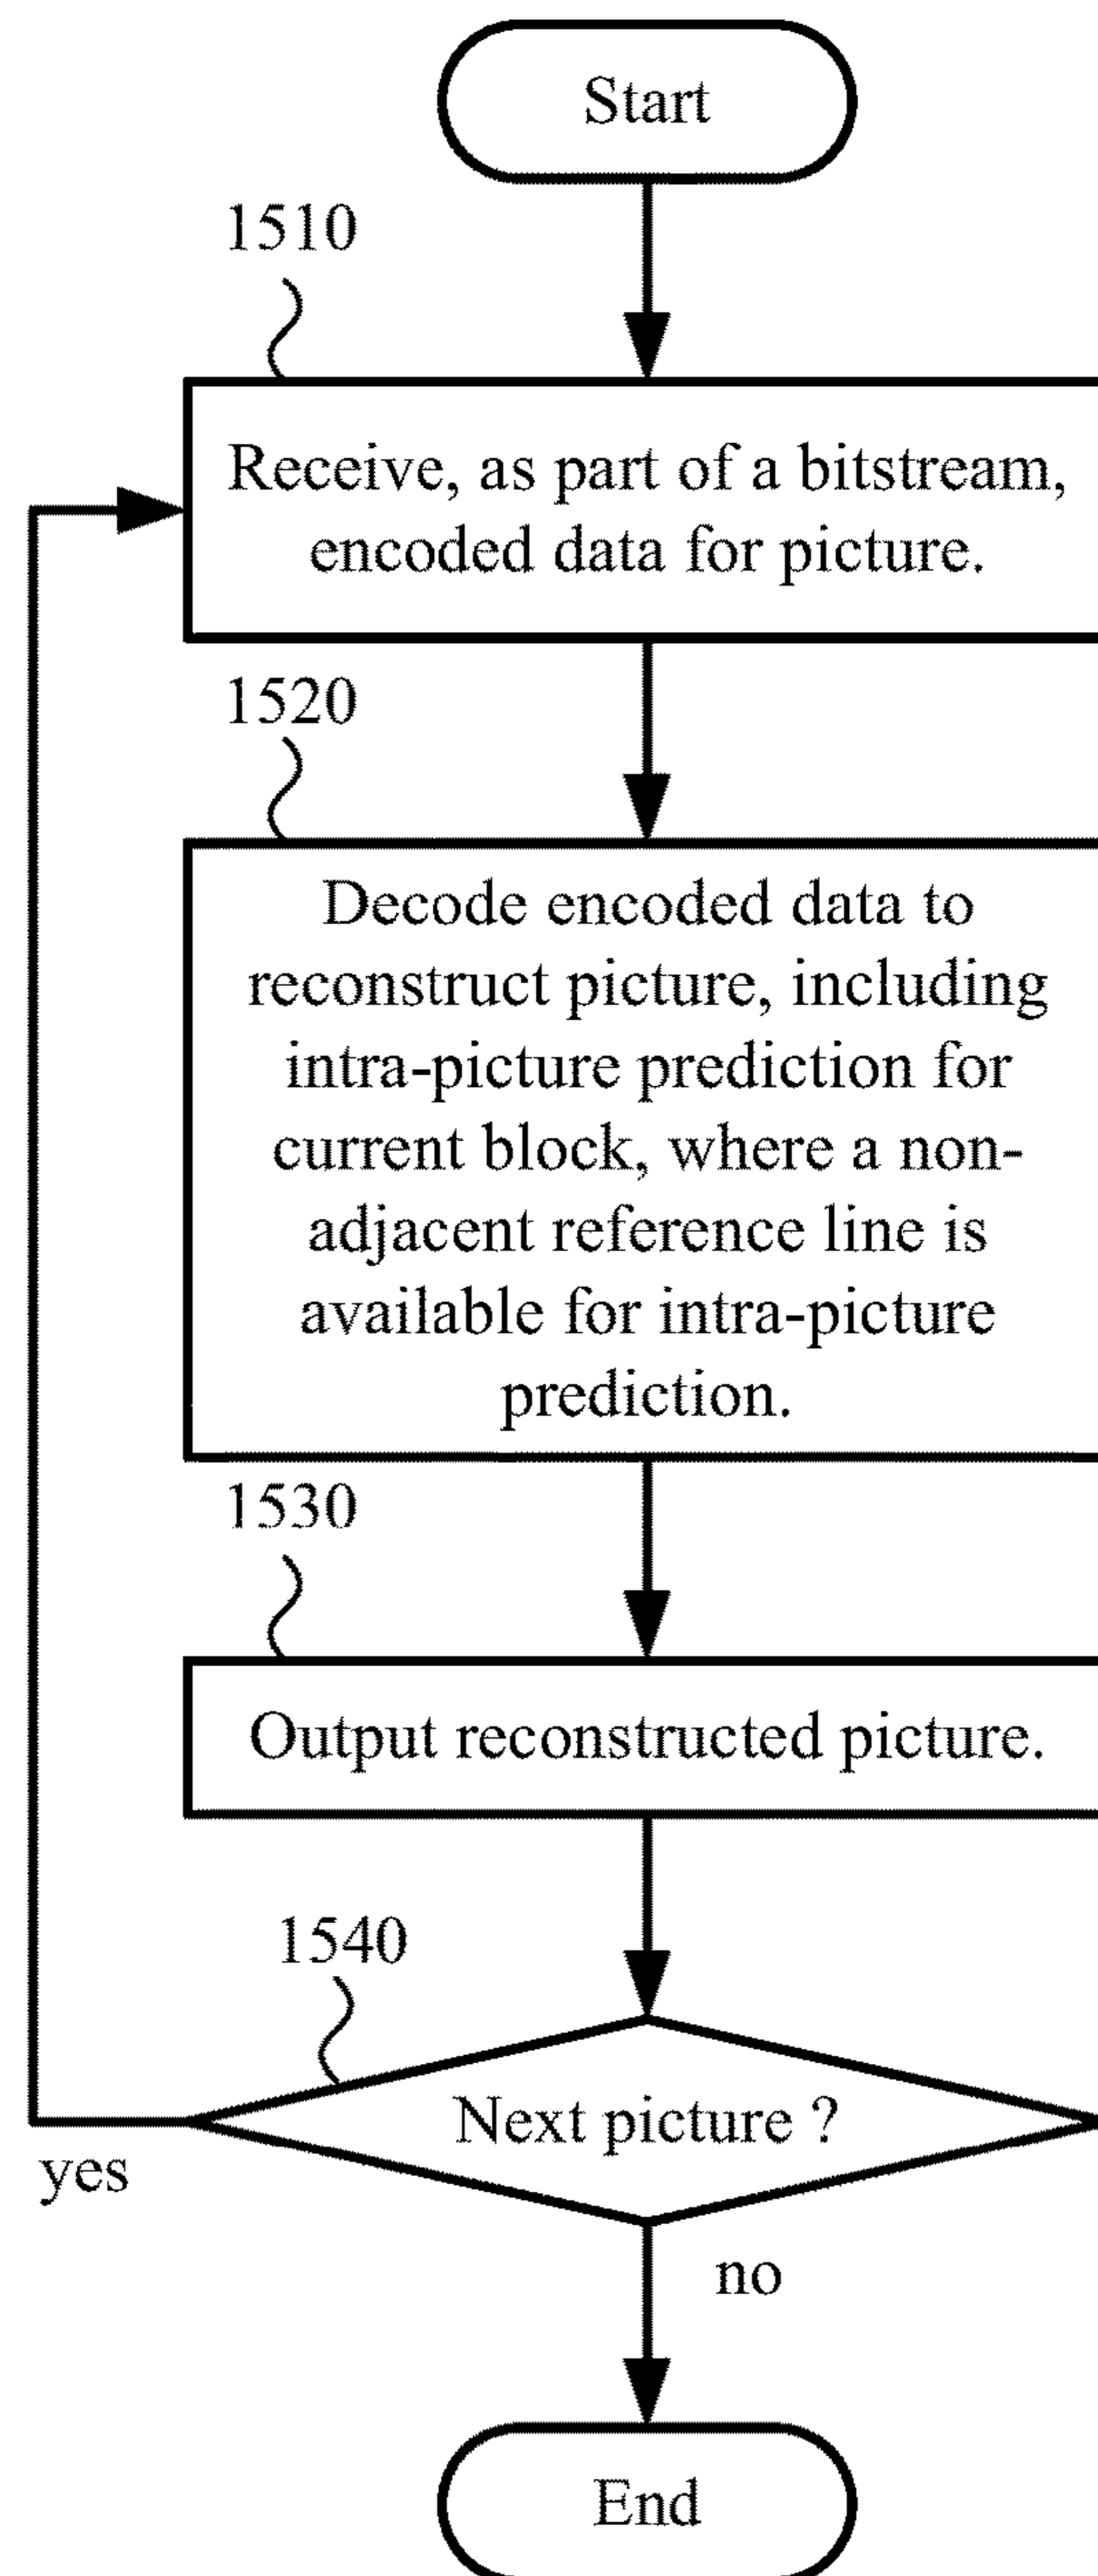 Start
1510
Receive, as part of a bitstream,
encoded data for picture.
1520
Decode encoded data to
reconstruct picture, including
intra-picture prediction for
current block, where a non-
adjacent reference line is
available for intra-picture
prediction.
1530
Output reconstructed picture.
1540
Next picture ?
yes
no
End